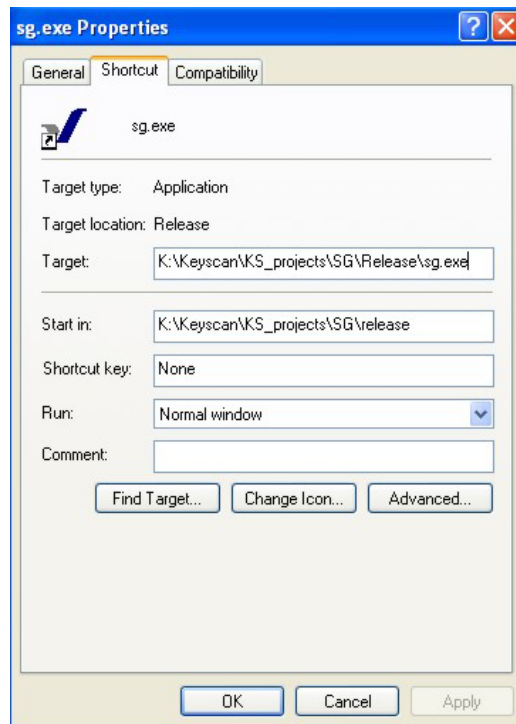 sg.exe Properties
General Shortcut Compatibility
sg.exe
Target type: Application
Target location: Release
Target: K:\Keyscan\KS_projects\SG\Release\sg.exe
Start in: K:\Keyscan\KS_projects\SG\release
Shortcut key: None
Run: Normal window
Comment:
Find Target... Change Icon... Advanced...
OK Cancel Apply